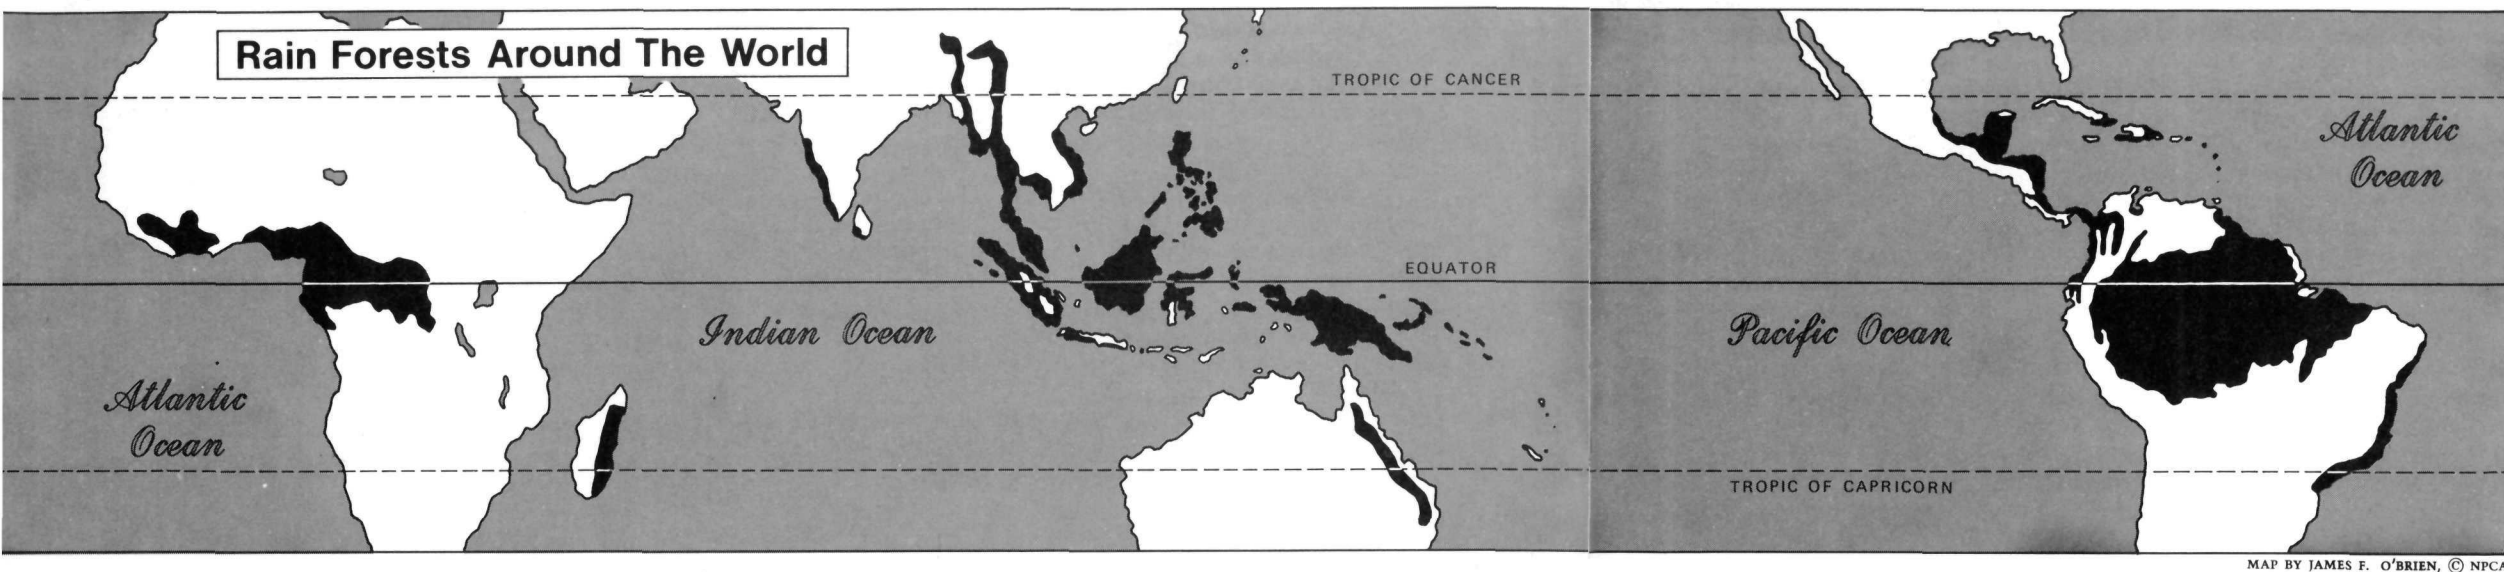 Rain Forests Around The World
TROPIC OF CANCER
Atlantic
Ocean
EQUATOR
Indian Ocean
Pacific Ocean
Atlantic
Ocean
TROPIC OF CAPRICORN
MAP BY JAMES F. O'BRIEN, © NPCA